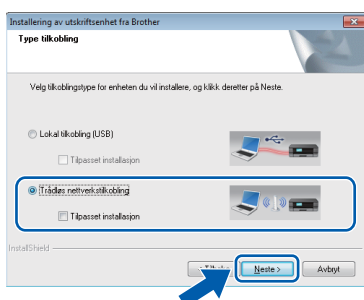 Installering av utskriftsenhet fra Brother
Type tilkobling
Velg tilkoblingstype for enheten du vil installere, og klikk deretter på Neste.
Lokal tilkobling (USB)
Tilpasset installasjon
Trådløs nettverkstilkobling
Tilpasset installasjon
InstallShield
Neste > Avbryt